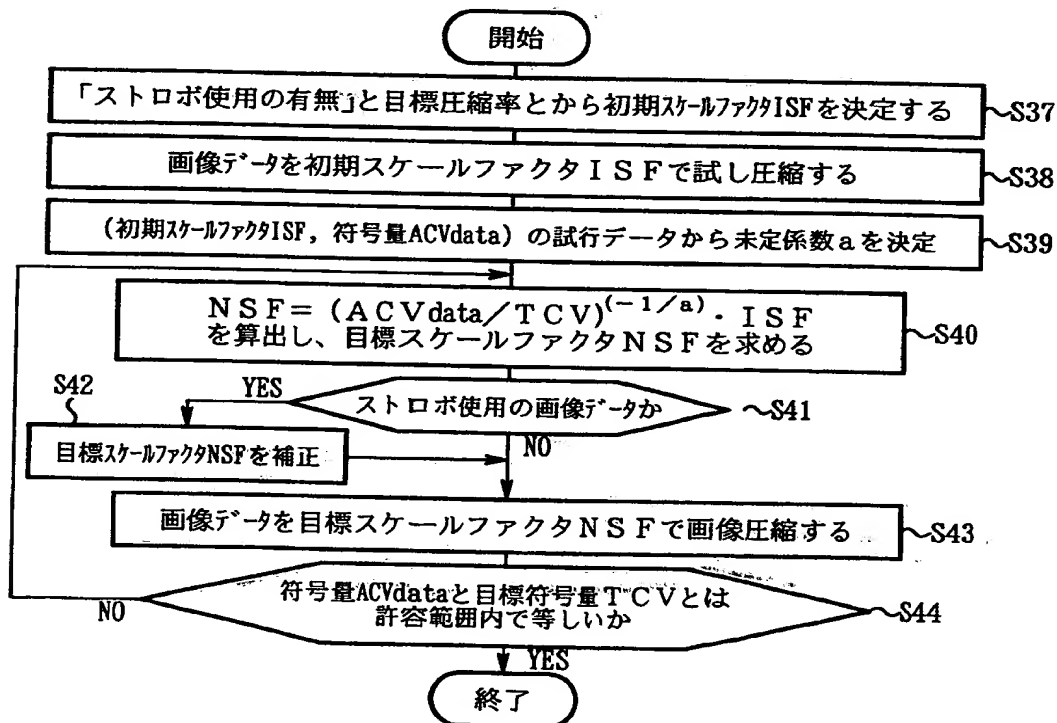 開始
「ストロボ使用の有無」と目標圧縮率とから初期スケールファクタISFを決定する
S37
画像データを初期スケールファクタISFで試し圧縮する
S38
(初期スケールファクタISF, 符号量ACVdata)の試行データから未定係数aを決定
S39
NSF=(ACVdata/TCV)^(-1/a)・ISF
を算出し、目標スケールファクタNSFを求める
S40
S42
YES
ストロボ使用の画像データか
S41
目標スケールファクタNSFを補正
NO
画像データを目標スケールファクタNSFで画像圧縮する
S43
符号量ACVdataと目標符号量TCVとは
許容範囲内で等しいか
NO
S44
YES
終了